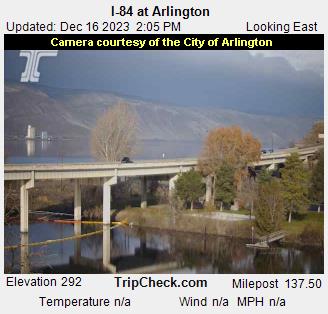 I-84 at Arlington
Updated: Dec 16 2023 2:05 PM Looking East
Camera courtesy of the City of Arlington
Elevation 292 TripCheck.com Milepost 137.50
Temperature n/a Wind n/a MPH n/a